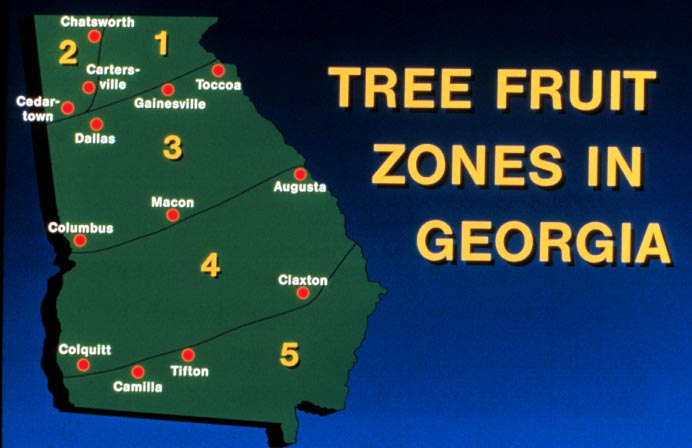 Chatsworth
2
1
Carters-
ville
Toccoa
Cedar-
town
Gainesville
Dallas
3
TREE FRUIT
ZONES IN
GEORGIA
Augusta
Macon
Columbus
4
Claxton
Colquitt
5
Tifton
Camilla